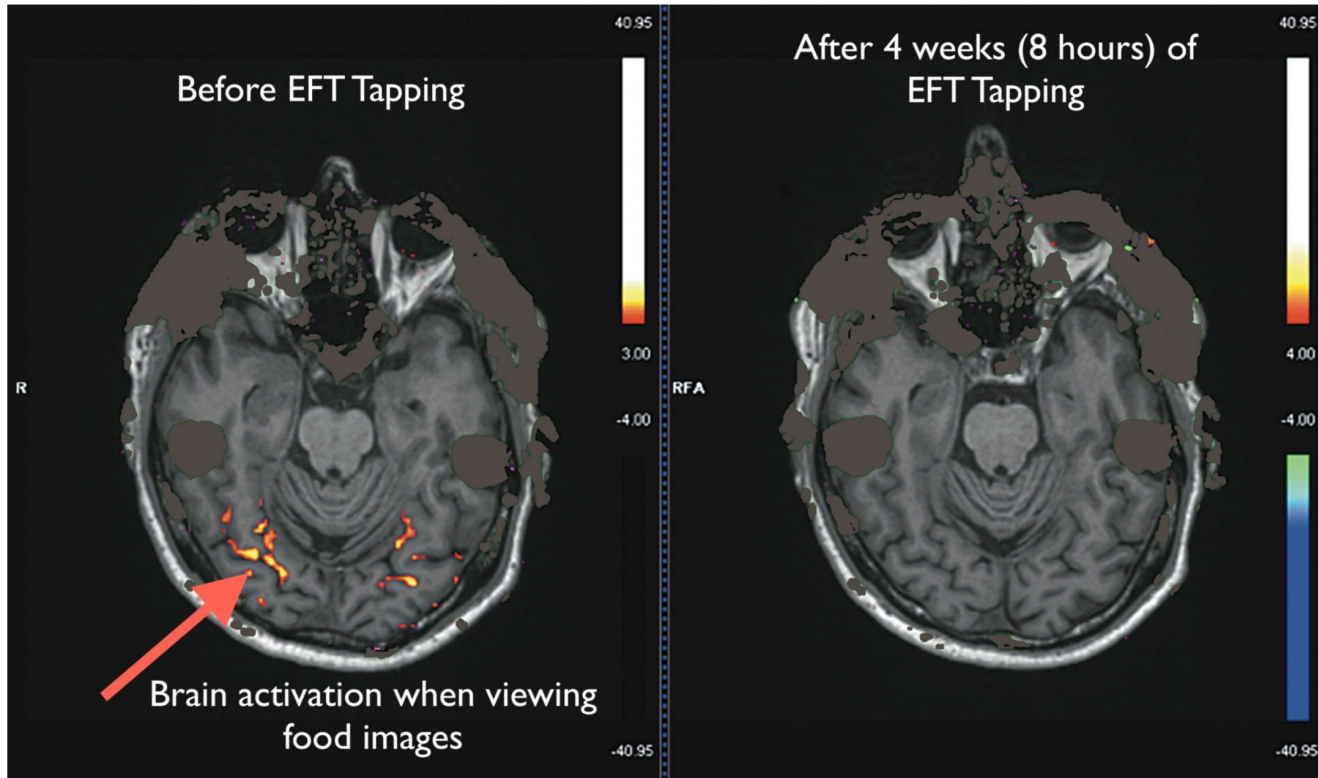 40.95
Before EFT Tapping
3.00
-4.00
R
Brain activation when viewing
food images
-40.95
40.95
After 4 weeks (8 hours) of
EFT Tapping
4.00
-4.00
RFA
-40.95